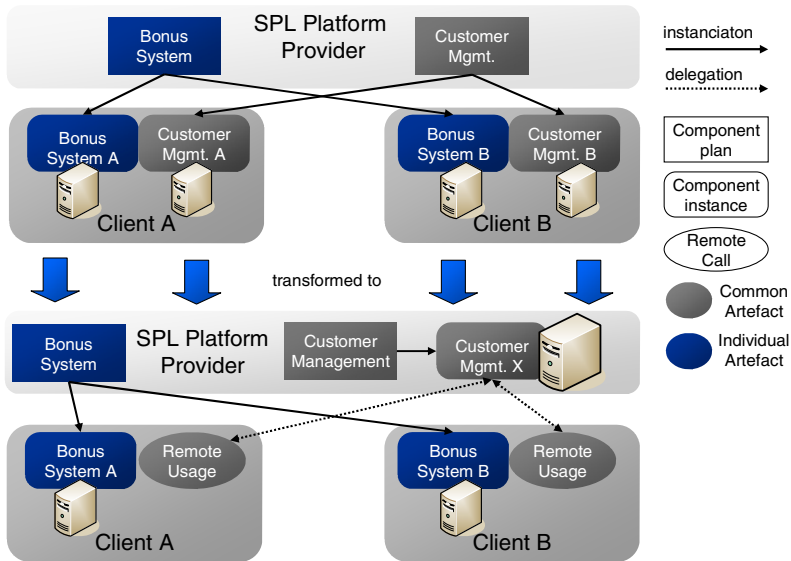 Bonus
System
SPL Platform
Provider
Customer
Mgmt.
instanciaton
delegation
Bonus
System A
Customer
Mgmt. A
Client A
Bonus
System B
Customer
Mgmt. B
Client B
Component
plan
Component
instance
Remote
Call
Common
Artefact
Individual
Artefact
transformed to
Bonus
System
SPL Platform
Provider
Customer
Management
Customer
Mgmt. X
Bonus
System A
Remote
Usage
Client A
Bonus
System B
Remote
Usage
Client B